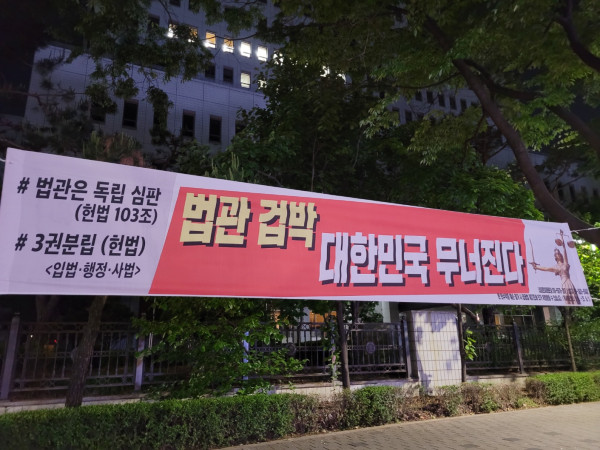 # 법관은 독립 심판
(헌법 103조)
# 3권분립 (헌법)
<입법·행정·사법>
법관 겁박
대한민국 무너진다